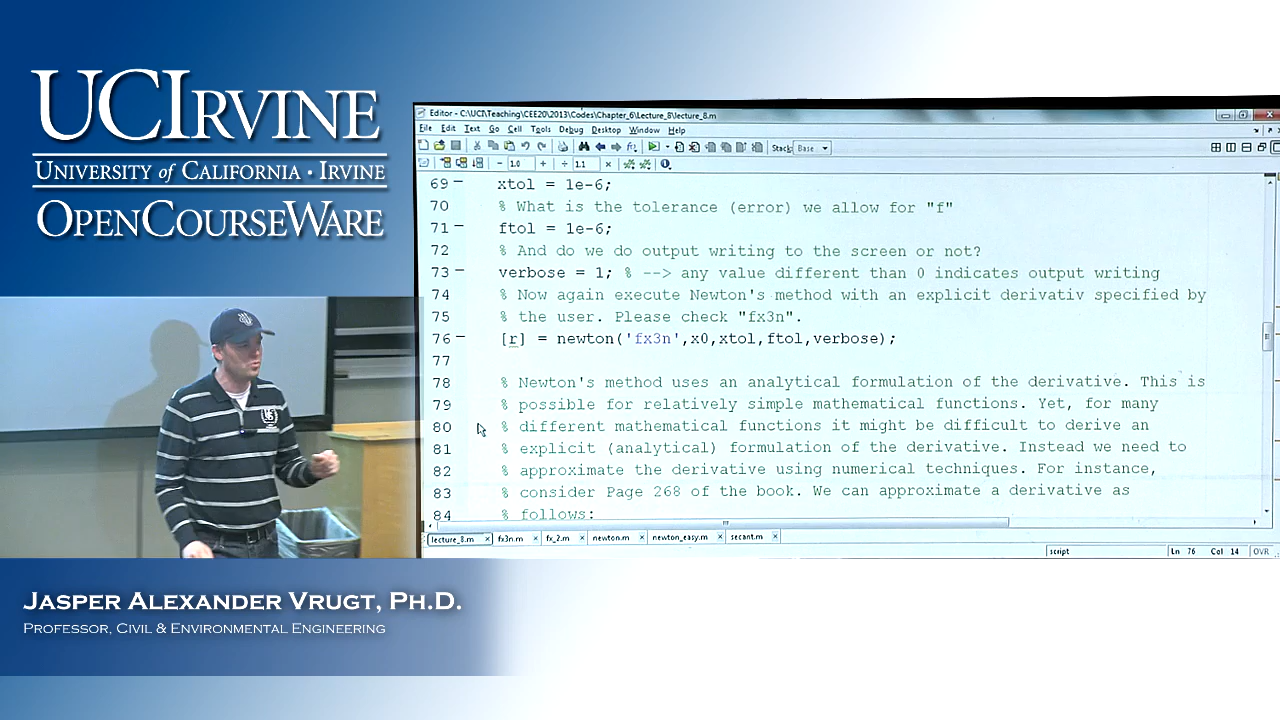 UCIRVINE
UNIVERSITY of CALIFORNIA • IRVINE
OPENCOURSEWARE
Editor - C:\UCI\Teaching\CEE20\2013\Codes\Chapter_6\Lecture_8\lecture_8.m
File Edit Text Go Cell Tools Debug Desktop Window Help
Stack: Base
- 1.0 + ÷ 1.1 ×
69 — xtol = 1e-6;
70 % What is the tolerance (error) we allow for "f"
71 — ftol = 1e-6;
72 % And do we do output writing to the screen or not?
73 — verbose = 1; % --> any value different than 0 indicates output writing
74 % Now again execute Newton's method with an explicit derivativ specified by
75 % the user. Please check "fx3n".
76 — [r] = newton('fx3n',x0,xtol,ftol,verbose);
77
78 % Newton's method uses an analytical formulation of the derivative. This is
79 % possible for relatively simple mathematical functions. Yet, for many
80 % different mathematical functions it might be difficult to derive an
81 % explicit (analytical) formulation of the derivative. Instead we need to
82 % approximate the derivative using numerical techniques. For instance,
83 % consider Page 268 of the book. We can approximate a derivative as
84 % follows:
lecture_8.m × fx3n.m × fx_2.m × newton.m × newton_easy.m × secant.m ×
script Ln 76 Col 14 OVR
JASPER ALEXANDER VRUGT, PH.D.
PROFESSOR, CIVIL & ENVIRONMENTAL ENGINEERING